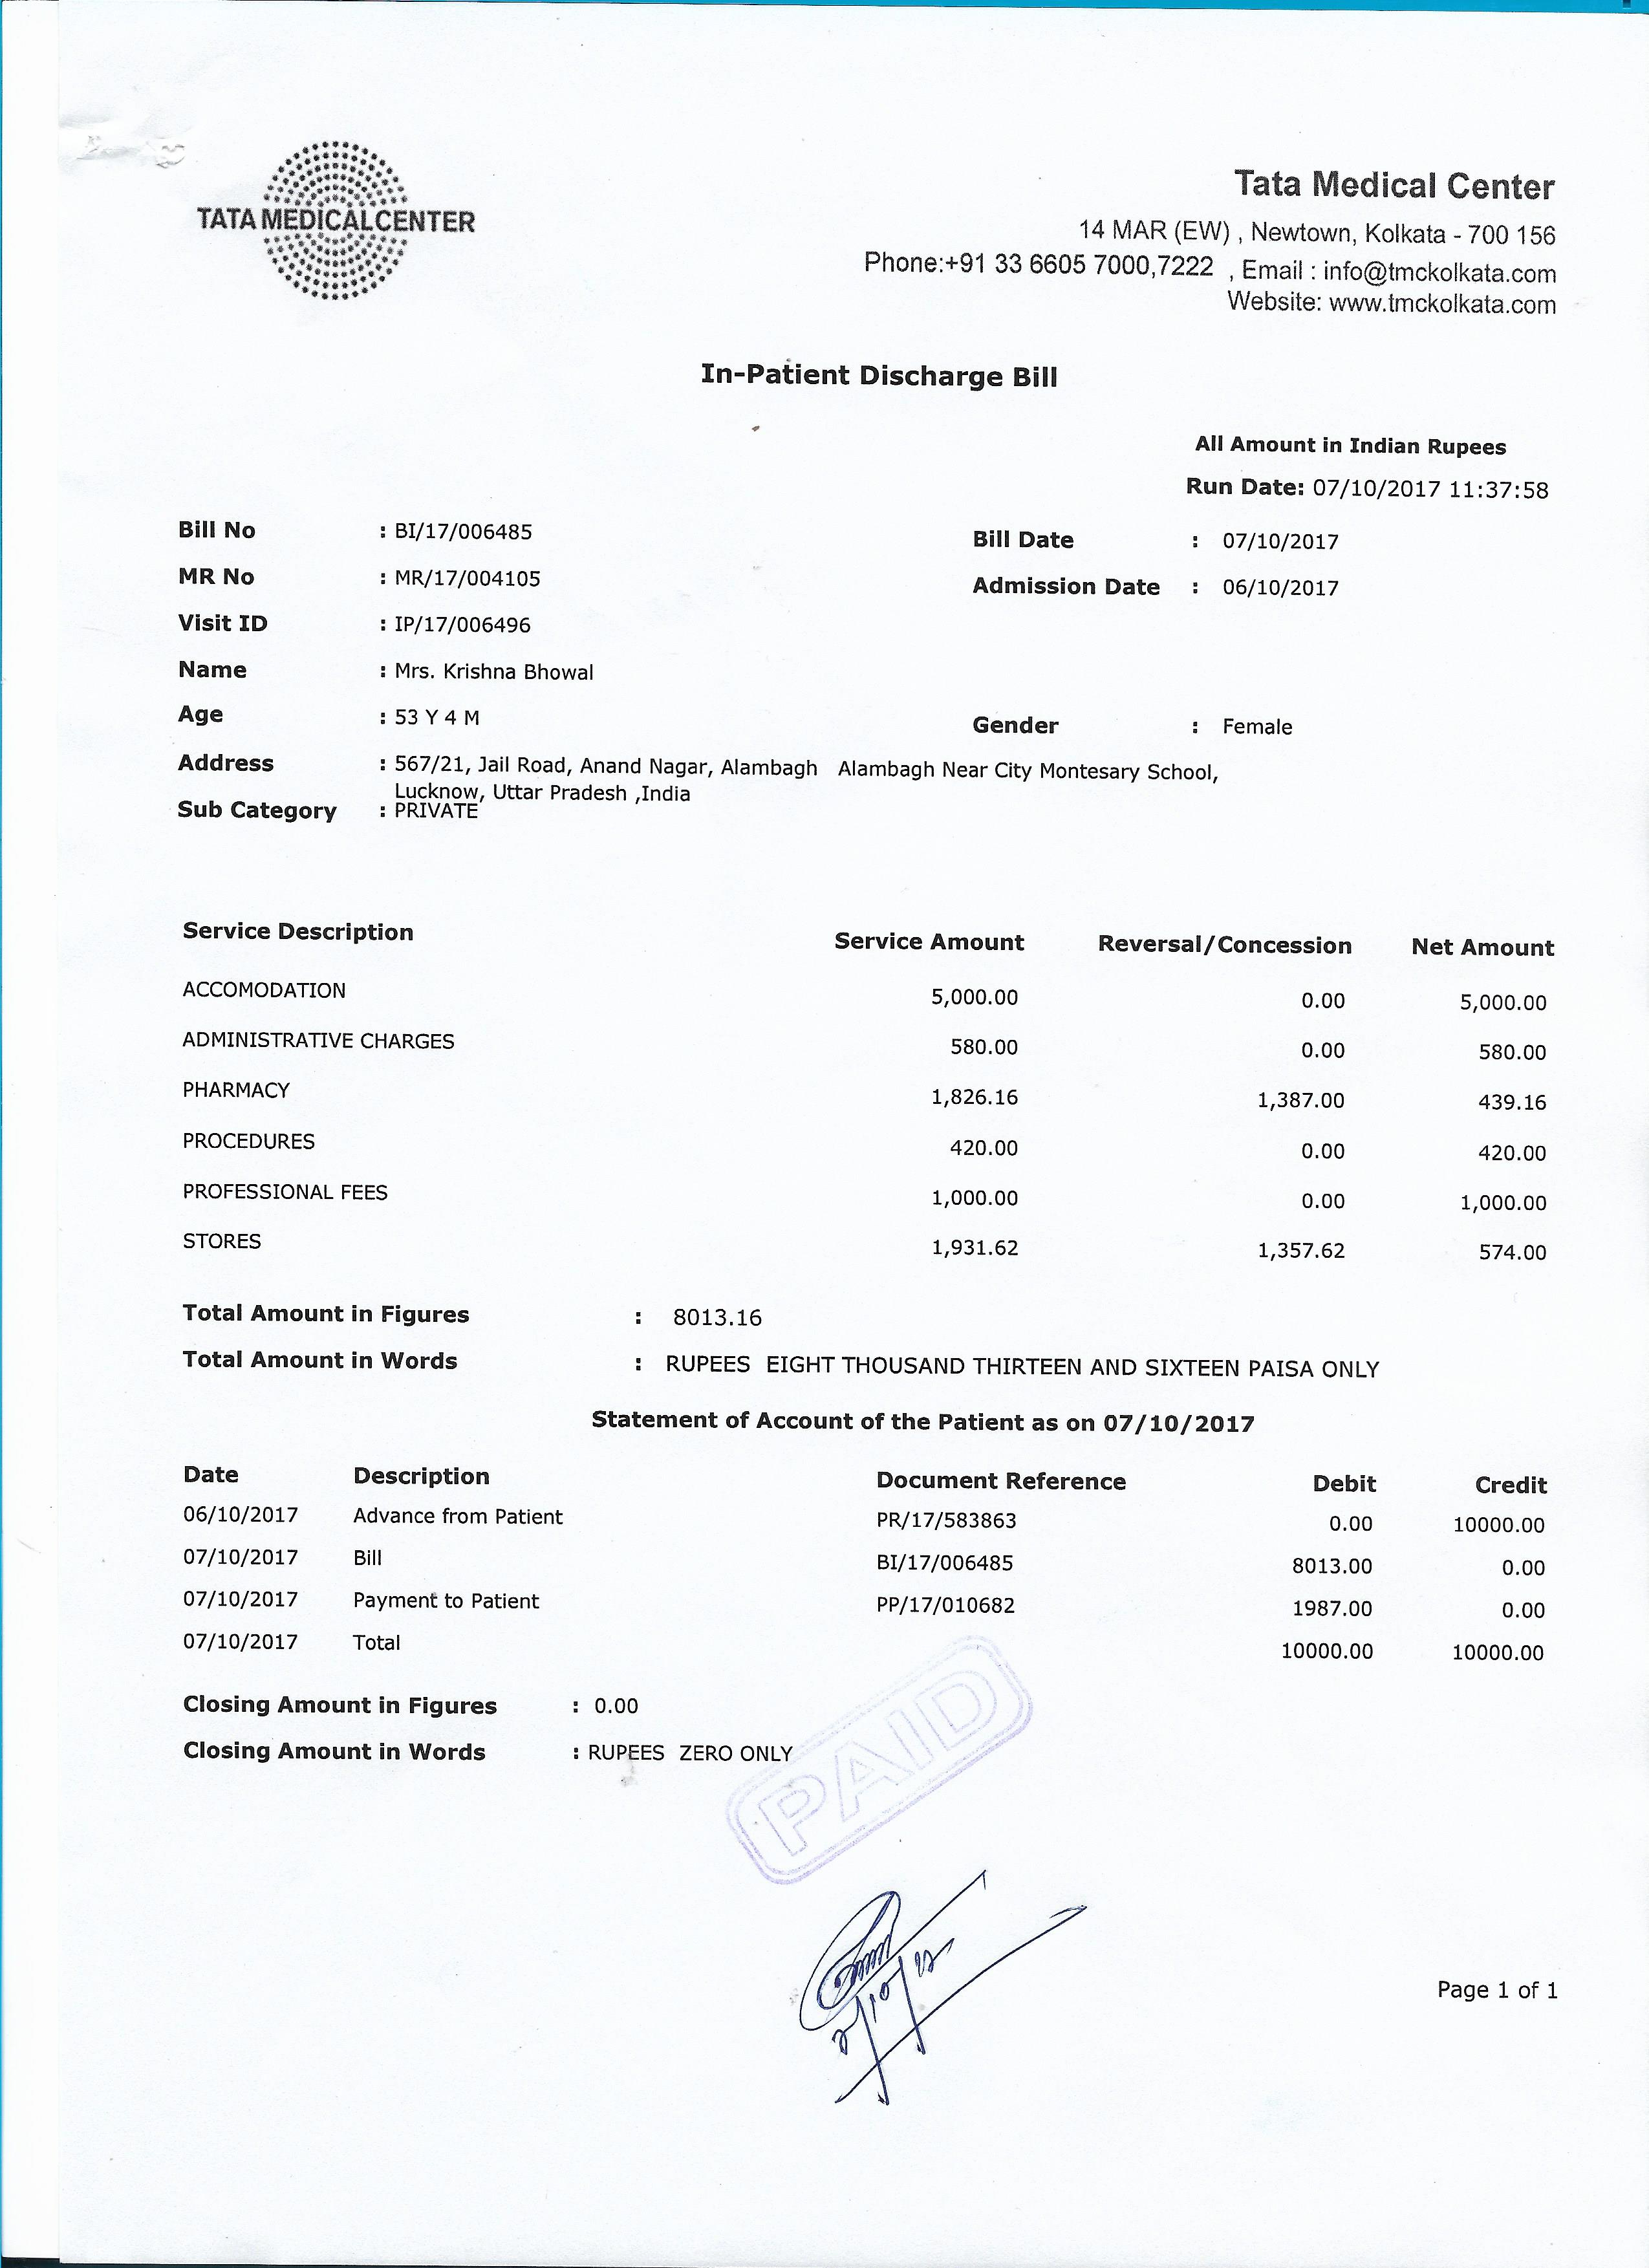 TATA MEDICAL CENTER
Tata Medical Center
14 MAR (EW) , Newtown, Kolkata - 700 156
Phone:+91 33 6605 7000,7222 , Email : info@tmckolkata.com
Website: www.tmckolkata.com
In-Patient Discharge Bill
All Amount in Indian Rupees
Run Date: 07/10/2017 11:37:58
Bill No : BI/17/006485 Bill Date : 07/10/2017
MR No : MR/17/004105 Admission Date : 06/10/2017
Visit ID : IP/17/006496
Name : Mrs. Krishna Bhowal
Age : 53 Y 4 M Gender : Female
Address : 567/21, Jail Road, Anand Nagar, Alambagh Alambagh Near City Montesary School,
Lucknow, Uttar Pradesh ,India
Sub Category : PRIVATE
Service Description Service Amount Reversal/Concession Net Amount
ACCOMODATION 5,000.00 0.00 5,000.00
ADMINISTRATIVE CHARGES 580.00 0.00 580.00
PHARMACY 1,826.16 1,387.00 439.16
PROCEDURES 420.00 0.00 420.00
PROFESSIONAL FEES 1,000.00 0.00 1,000.00
STORES 1,931.62 1,357.62 574.00
Total Amount in Figures : 8013.16
Total Amount in Words : RUPEES EIGHT THOUSAND THIRTEEN AND SIXTEEN PAISA ONLY
Statement of Account of the Patient as on 07/10/2017
Date Description Document Reference Debit Credit
06/10/2017 Advance from Patient PR/17/583863 0.00 10000.00
07/10/2017 Bill BI/17/006485 8013.00 0.00
07/10/2017 Payment to Patient PP/17/010682 1987.00 0.00
07/10/2017 Total 10000.00 10000.00
Closing Amount in Figures : 0.00
Closing Amount in Words : RUPEES ZERO ONLY
PAID
Page 1 of 1